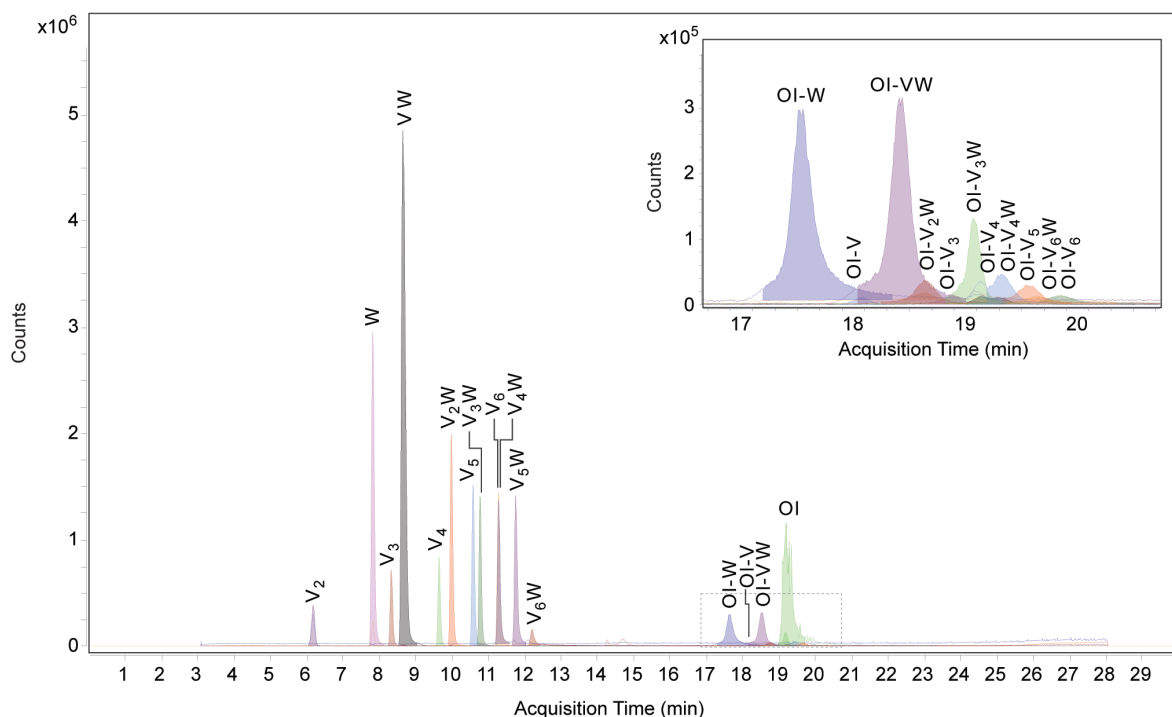 x10⁶
5
4
3
2
1
0
Counts
V₂
W
V₃
VW
V₄
V₂W
V₅
V₃W
V₆
V₄W
V₅W
V₆W
OI-W
OI-V
OI-VW
OI
1 2 3 4 5 6 7 8 9 10 11 12 13 14 15 16 17 18 19 20 21 22 23 24 25 26 27 28 29
Acquisition Time (min)
x10⁵
3
2
1
0
Counts
OI-W
OI-V
OI-VW
OI-V₂W
OI-V₃
OI-V₃W
OI-V₄
OI-V₄W
OI-V₅
OI-V₆W
OI-V₆
17 18 19 20
Acquisition Time (min)